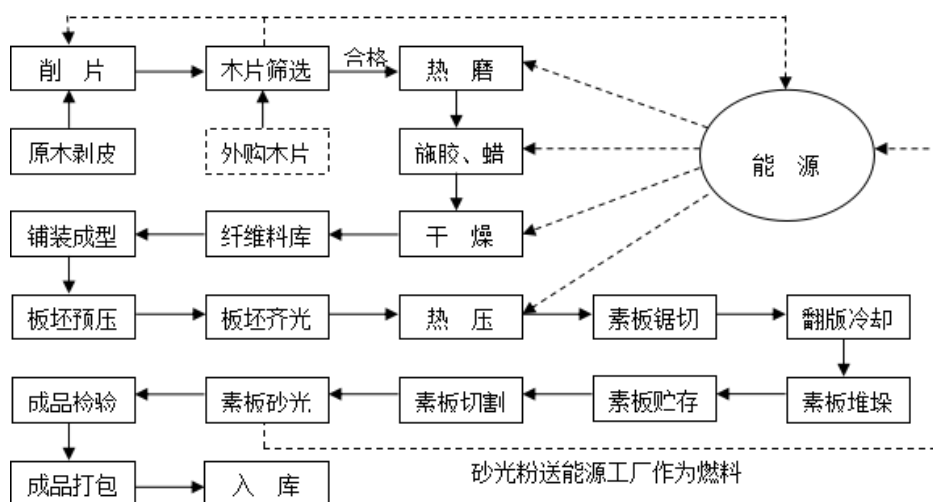 削 片
木片筛选
合格
热 磨
原木剥皮
外购木片
施胶、蜡
能 源
铺装成型
纤维料库
干 燥
板坯预压
板坯齐光
热 压
素板锯切
翻版冷却
成品检验
素板砂光
素板切割
素板贮存
素板堆垛
成品打包
入 库
砂光粉送能源工厂作为燃料